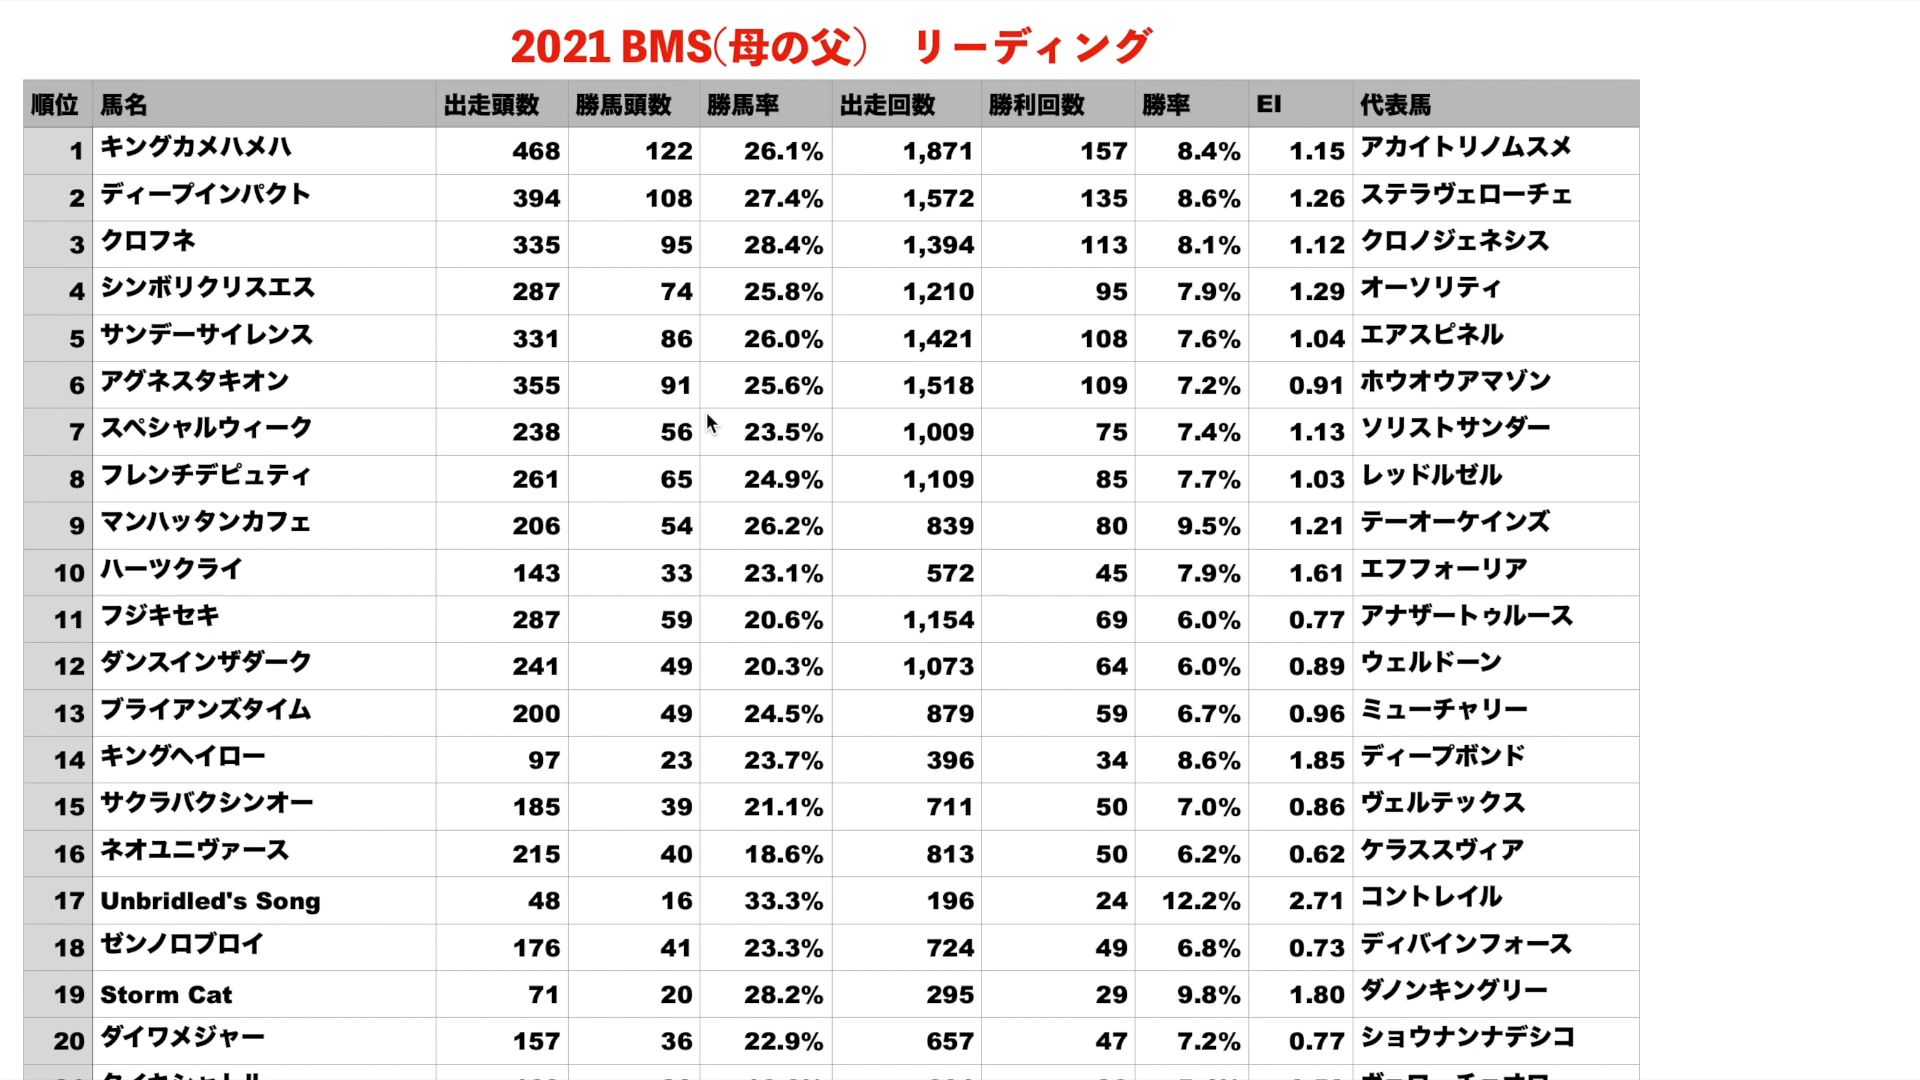 2021 BMS(母の父)　リーディング
順位 馬名 出走頭数 勝馬頭数 勝馬率 出走回数 勝利回数 勝率 EI 代表馬
1 キングカメハメハ 468 122 26.1% 1,871 157 8.4% 1.15 アカイトリノムスメ
2 ディープインパクト 394 108 27.4% 1,572 135 8.6% 1.26 ステラヴェローチェ
3 クロフネ 335 95 28.4% 1,394 113 8.1% 1.12 クロノジェネシス
4 シンボリクリスエス 287 74 25.8% 1,210 95 7.9% 1.29 オーソリティ
5 サンデーサイレンス 331 86 26.0% 1,421 108 7.6% 1.04 エアスピネル
6 アグネスタキオン 355 91 25.6% 1,518 109 7.2% 0.91 ホウオウアマゾン
7 スペシャルウィーク 238 56 23.5% 1,009 75 7.4% 1.13 ソリストサンダー
8 フレンチデピュティ 261 65 24.9% 1,109 85 7.7% 1.03 レッドルゼル
9 マンハッタンカフェ 206 54 26.2% 839 80 9.5% 1.21 テーオーケインズ
10 ハーツクライ 143 33 23.1% 572 45 7.9% 1.61 エフフォーリア
11 フジキセキ 287 59 20.6% 1,154 69 6.0% 0.77 アナザートゥルース
12 ダンスインザダーク 241 49 20.3% 1,073 64 6.0% 0.89 ウェルドーン
13 ブライアンズタイム 200 49 24.5% 879 59 6.7% 0.96 ミューチャリー
14 キングヘイロー 97 23 23.7% 396 34 8.6% 1.85 ディープボンド
15 サクラバクシンオー 185 39 21.1% 711 50 7.0% 0.86 ヴェルテックス
16 ネオユニヴァース 215 40 18.6% 813 50 6.2% 0.62 ケラススヴィア
17 Unbridled's Song 48 16 33.3% 196 24 12.2% 2.71 コントレイル
18 ゼンノロブロイ 176 41 23.3% 724 49 6.8% 0.73 ディバインフォース
19 Storm Cat 71 20 28.2% 295 29 9.8% 1.80 ダノンキングリー
20 ダイワメジャー 157 36 22.9% 657 47 7.2% 0.77 ショウナンナデシコ